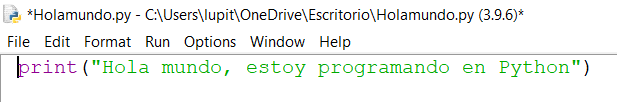 *Holamundo.py - C:\Users\lupit\OneDrive\Escritorio\Holamundo.py (3.9.6)*
File Edit Format Run Options Window Help
print("Hola mundo, estoy programando en Python")